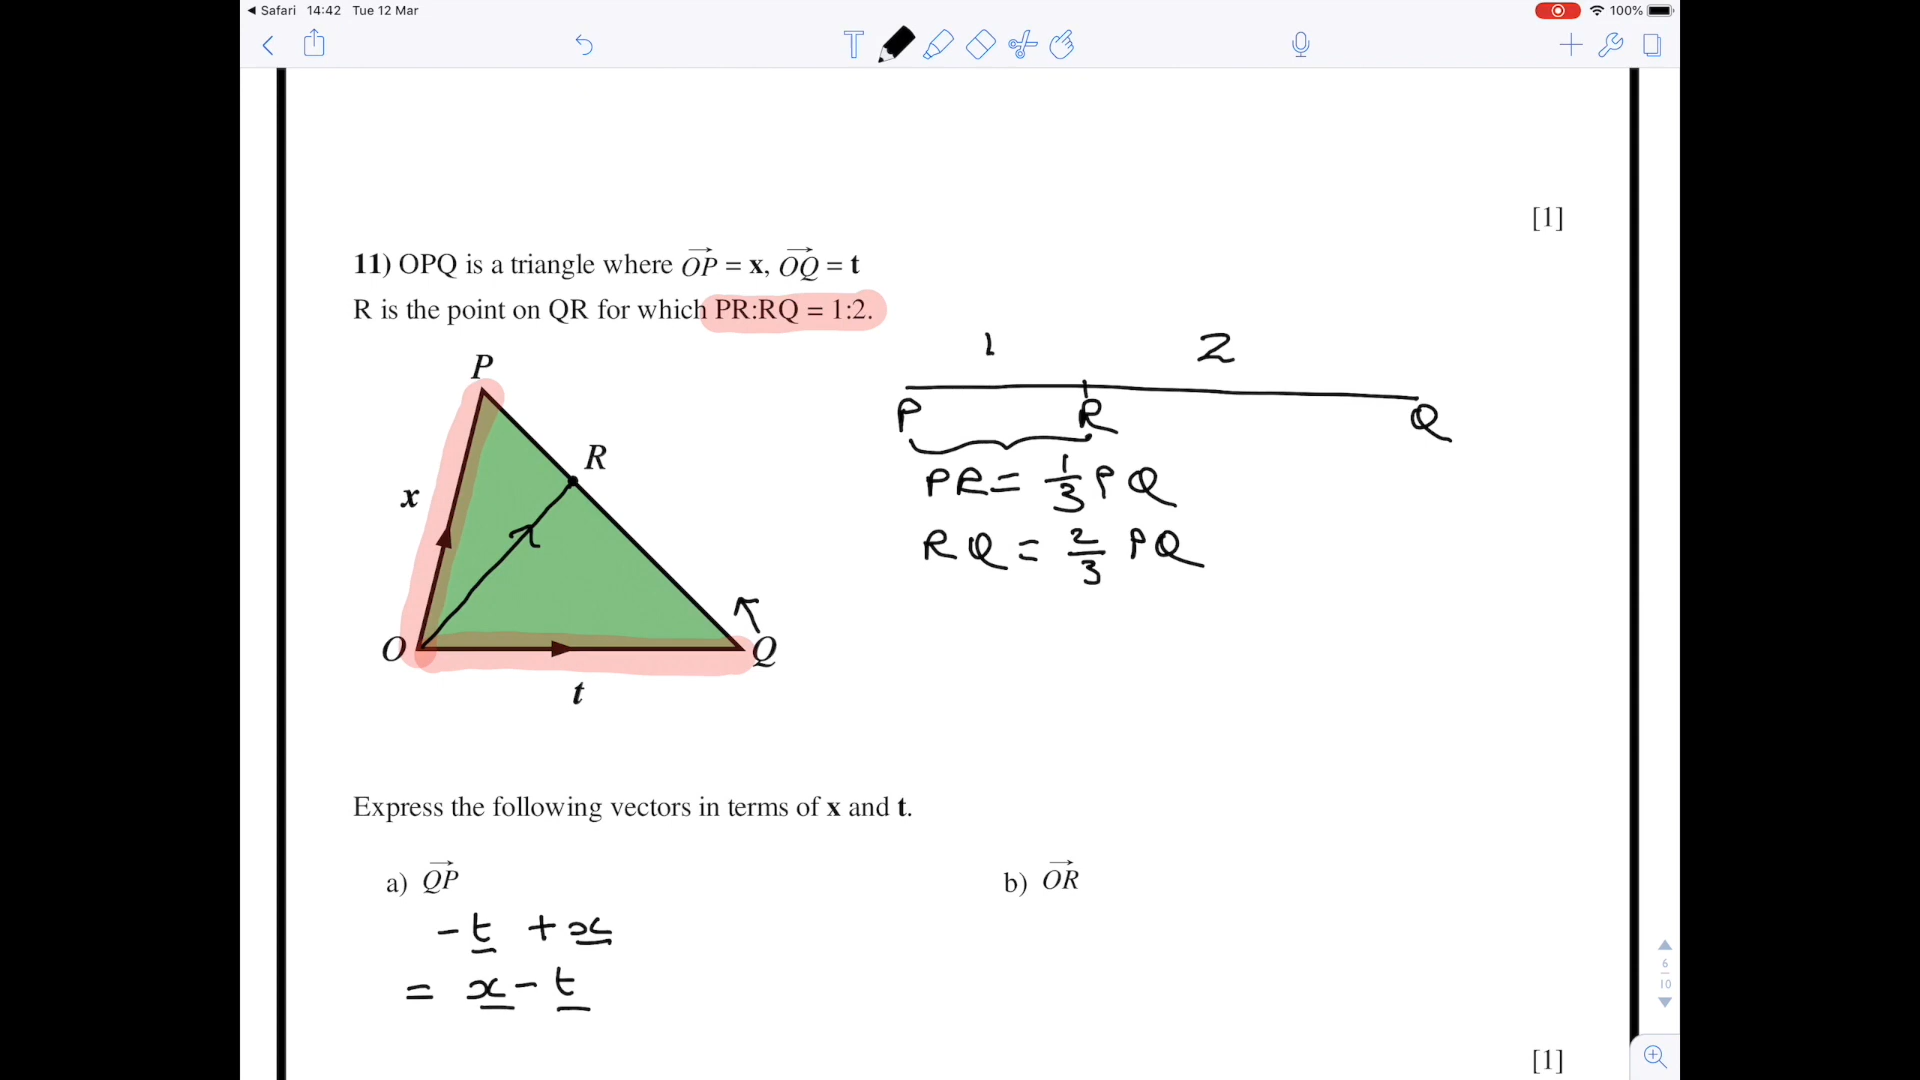 ◀ Safari 14:42 Tue 12 Mar 100%
T
[1]
11) OPQ is a triangle where OP = x, OQ = t
R is the point on QR for which PR:RQ = 1:2.
P
R
x
O
Q
t
1 2
P R Q
PR = 1/3 PQ
RQ = 2/3 PQ
Express the following vectors in terms of x and t.
a) QP
b) OR
- t + x
= x - t
6
10
[1]